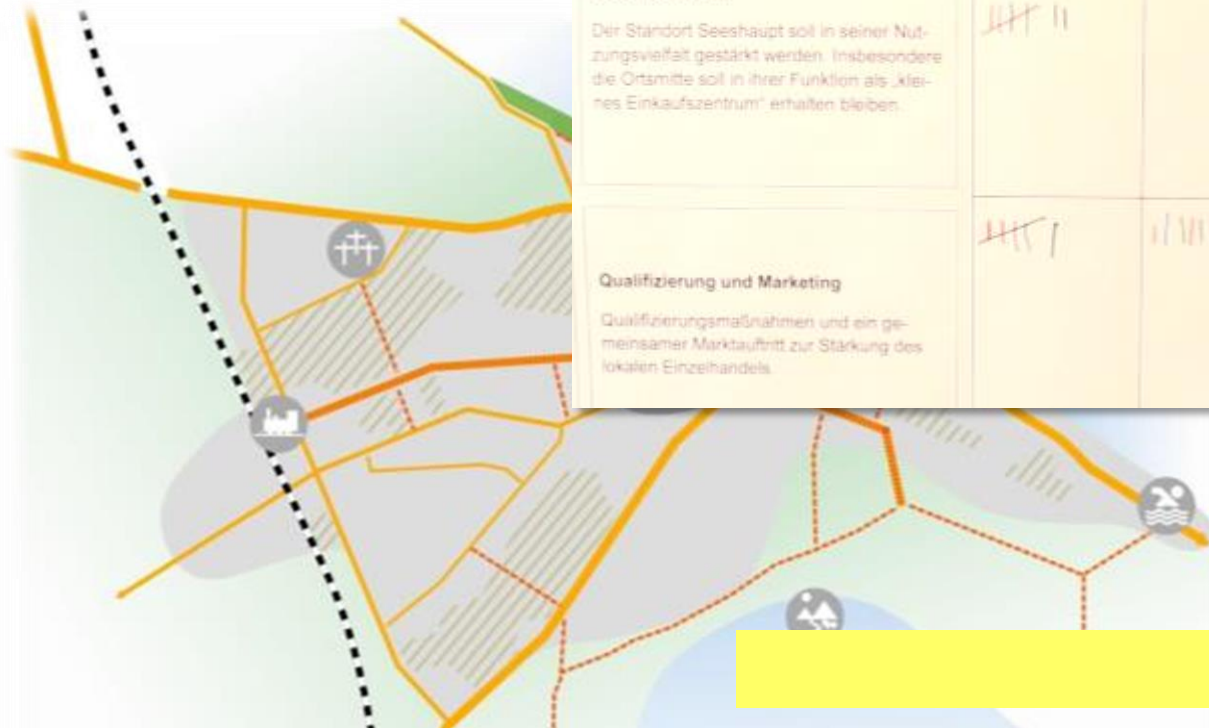 Der Standort Seeshaupt soll in seiner Nut-
zungsvielfalt gestärkt werden. Insbesondere
die Ortsmitte soll in ihrer Funktion als „klei-
nes Einkaufszentrum“ erhalten bleiben.
Qualifizierung und Marketing
Qualifizierungsmaßnahmen und ein ge-
meinsamer Marktauftritt zur Stärkung des
lokalen Einzelhandels.